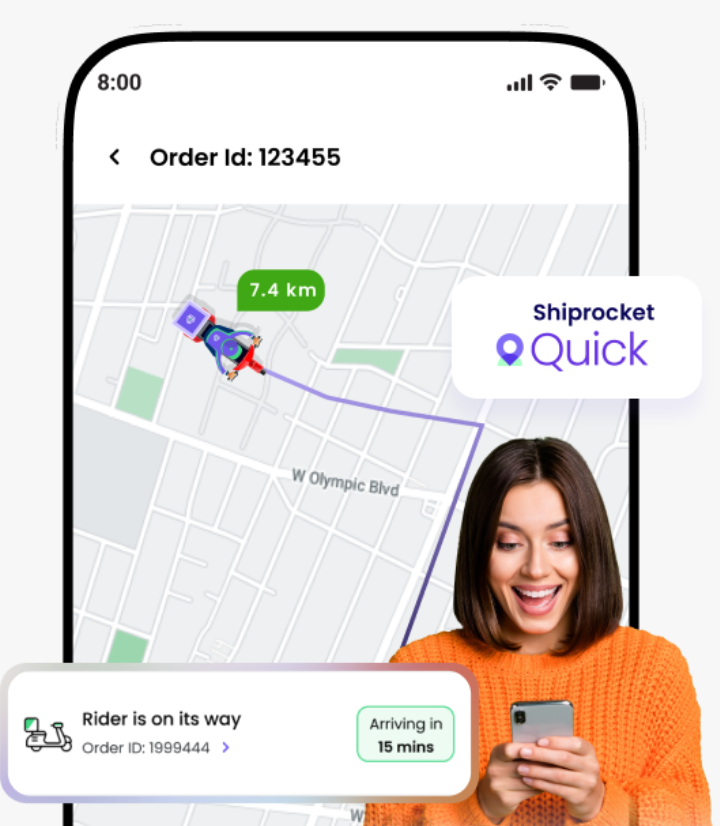 8:00
Order Id: 123455
7.4 km
Shiprocket
Quick
W Olympic Blvd
Rider is on its way
Order ID: 1999444
Arriving in
15 mins
W